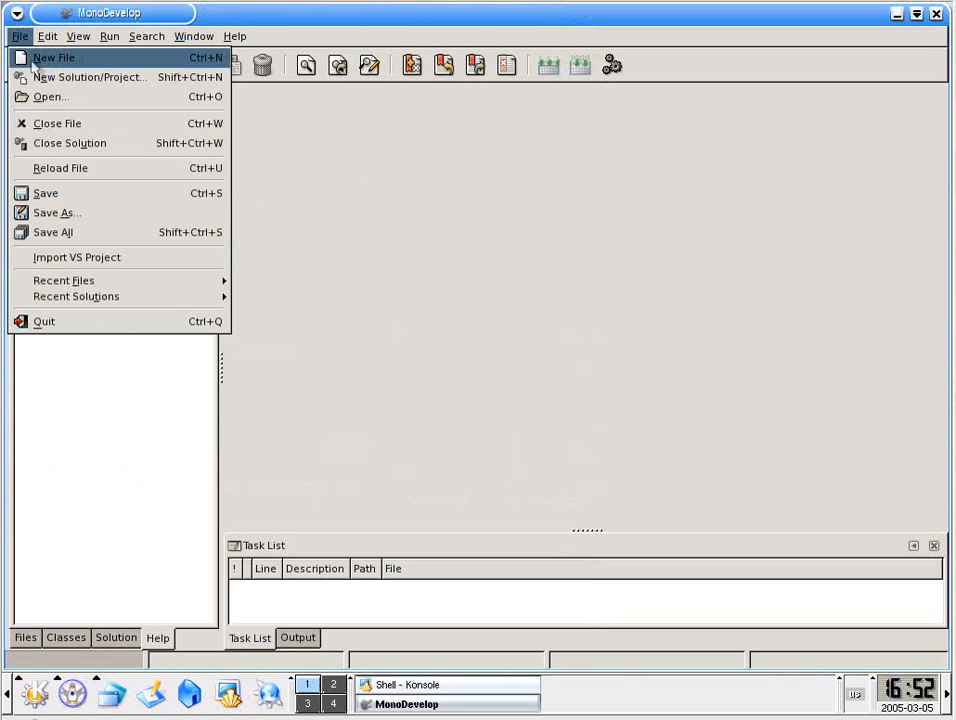 MonoDevelop
File Edit View Run Search Window Help
New File... Ctrl+N
New Solution/Project... Shift+Ctrl+N
Open... Ctrl+O
Close File Ctrl+W
Close Solution Shift+Ctrl+W
Reload File Ctrl+U
Save Ctrl+S
Save As...
Save All Shift+Ctrl+S
Import VS Project
Recent Files
Recent Solutions
Quit Ctrl+Q
Task List
! Line Description Path File
Files Classes Solution Help Task List Output
1 2 Shell - Konsole
3 4 MonoDevelop
us 16:52
2005-03-05